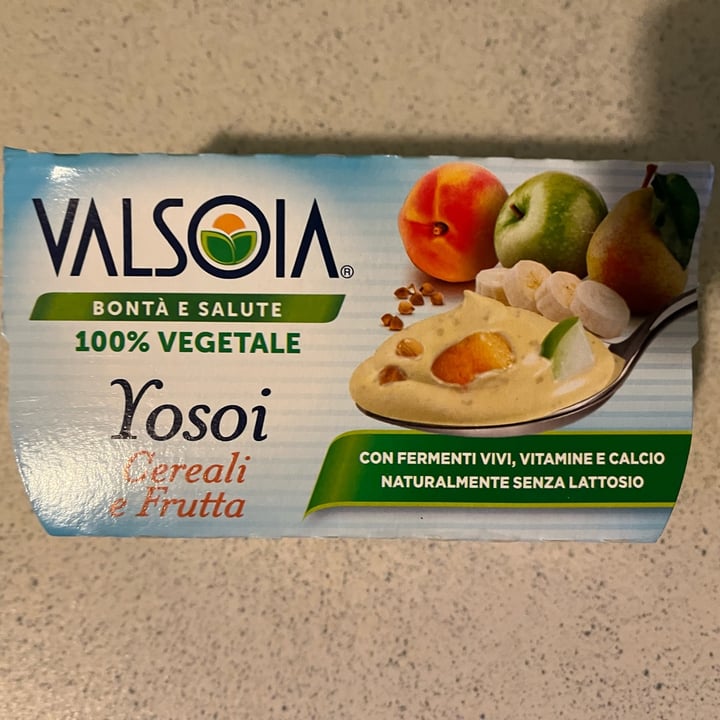 VALSOIA®
BONTÀ E SALUTE
100% VEGETALE
Yosoi
Cereali
e Frutta
CON FERMENTI VIVI, VITAMINE E CALCIO
NATURALMENTE SENZA LATTOSIO